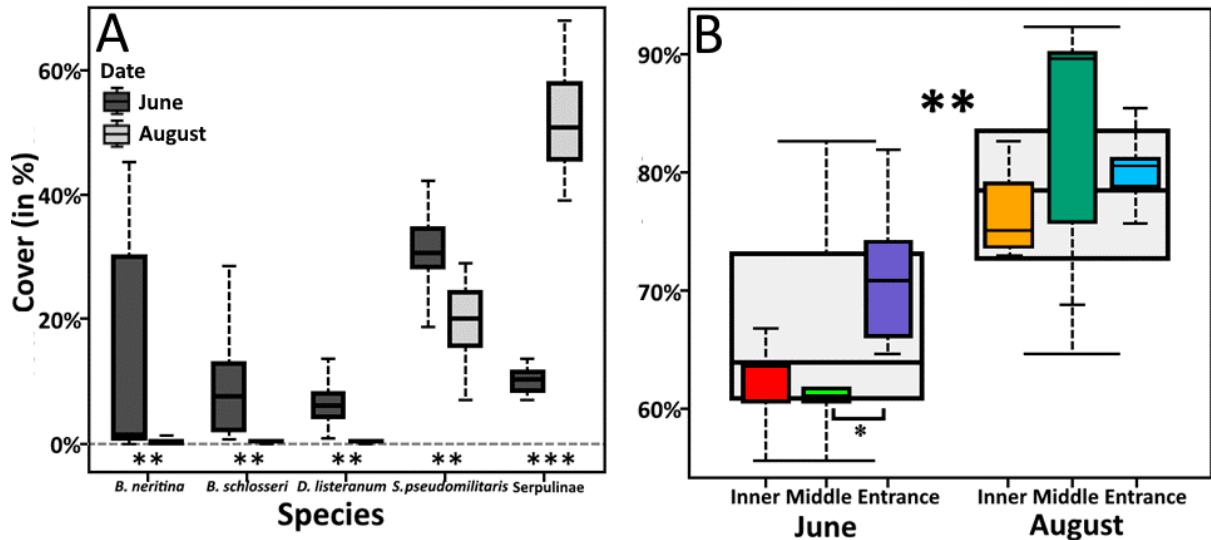 A
Date
June
August
60%
40%
20%
0%
Cover (in %)
** ** ** ** ***
B. neritina B. schlosseri D. listeranum S.pseudomilitaris Serpulinae
Species
B
90%
80%
70%
60%
**
*
Inner Middle Entrance Inner Middle Entrance
June August